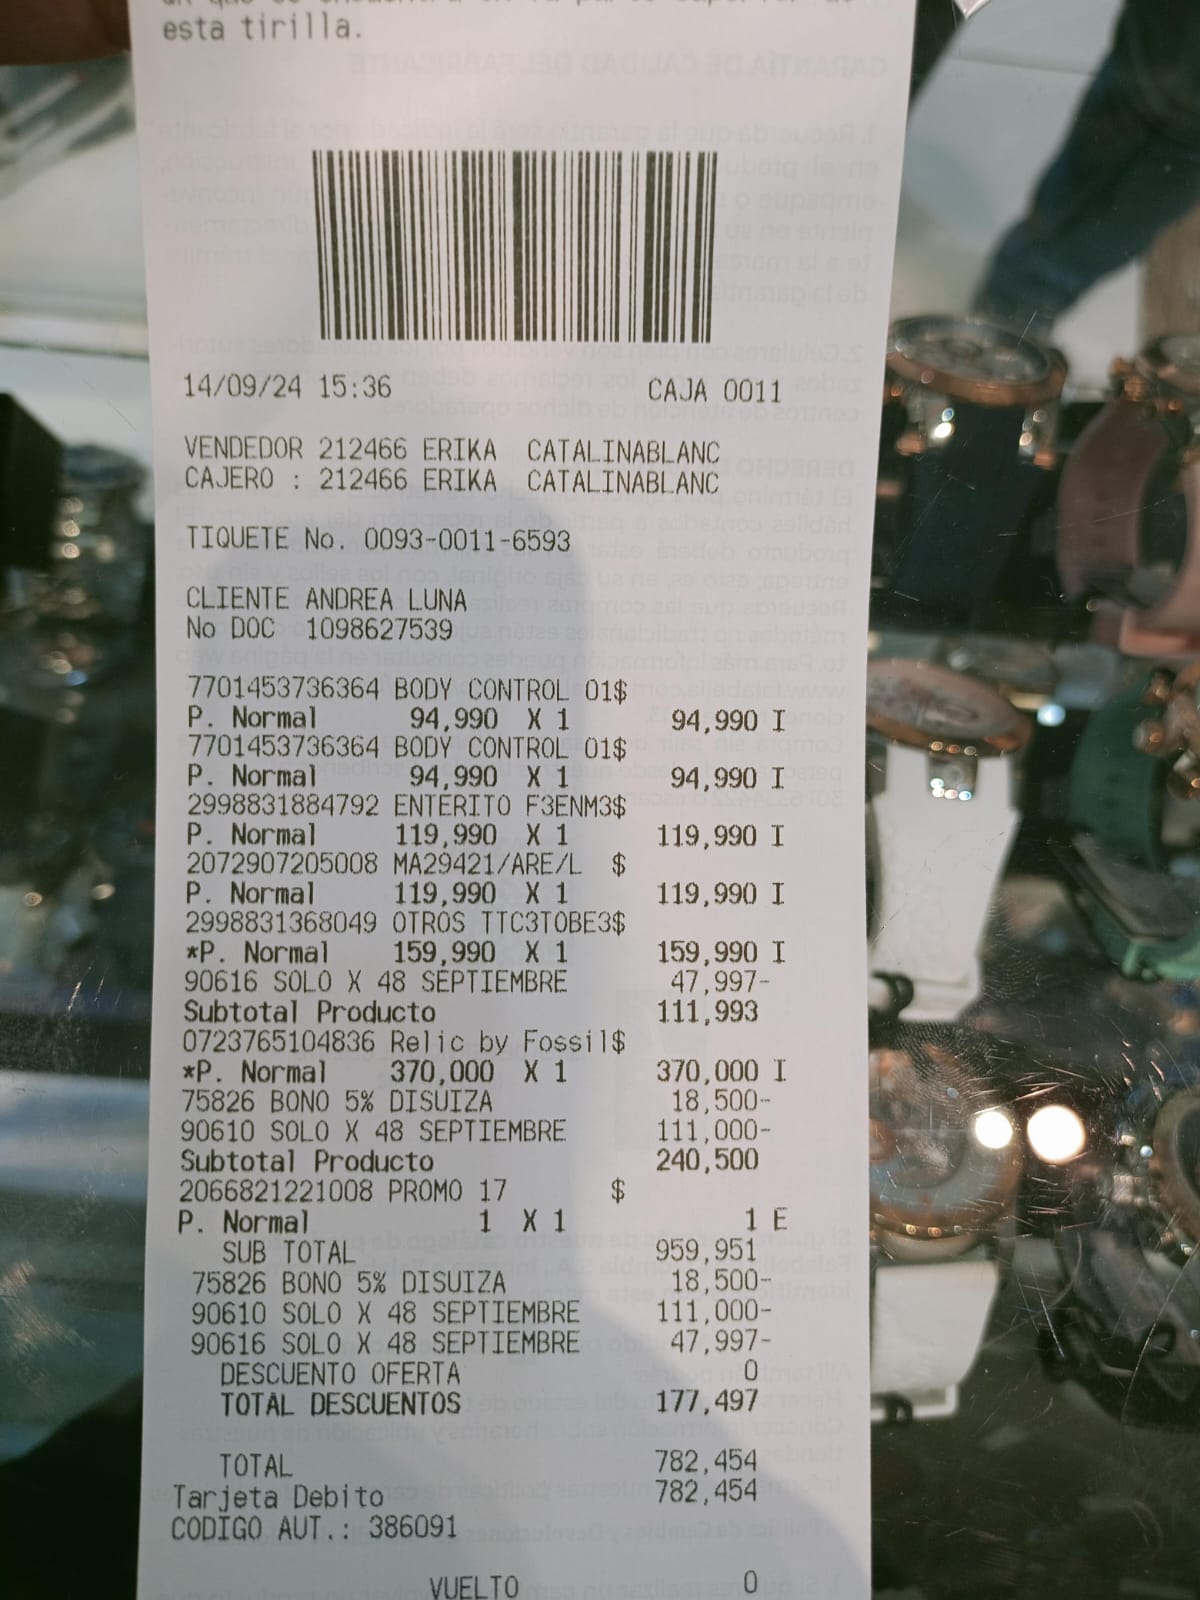 esta tirilla.
14/09/24 15:36 CAJA 0011
VENDEDOR 212466 ERIKA CATALINABLANC
CAJERO : 212466 ERIKA CATALINABLANC
TIQUETE No. 0093-0011-6593
CLIENTE ANDREA LUNA
No DOC 1098627539
7701453736364 BODY CONTROL 01$
P. Normal 94,990 X 1 94,990 I
7701453736364 BODY CONTROL 01$
P. Normal 94,990 X 1 94,990 I
2998831884792 ENTERITO F3ENM3$
P. Normal 119,990 X 1 119,990 I
2072907205008 MA29421/ARE/L $
P. Normal 119,990 X 1 119,990 I
2998831368049 OTROS TTC3TOBE3$
*P. Normal 159,990 X 1 159,990 I
90616 SOLO X 48 SEPTIEMBRE 47,997-
Subtotal Producto 111,993
0723765104836 Relic by Fossil$
*P. Normal 370,000 X 1 370,000 I
75826 BONO 5% DISUIZA 18,500-
90610 SOLO X 48 SEPTIEMBRE 111,000-
Subtotal Producto 240,500
2066821221008 PROMO 17 $
P. Normal 1 X 1 1 E
SUB TOTAL 959,951
75826 BONO 5% DISUIZA 18,500-
90610 SOLO X 48 SEPTIEMBRE 111,000-
90616 SOLO X 48 SEPTIEMBRE 47,997-
DESCUENTO OFERTA 0
TOTAL DESCUENTOS 177,497
TOTAL 782,454
Tarjeta Debito 782,454
CODIGO AUT.: 386091
VUELTO 0